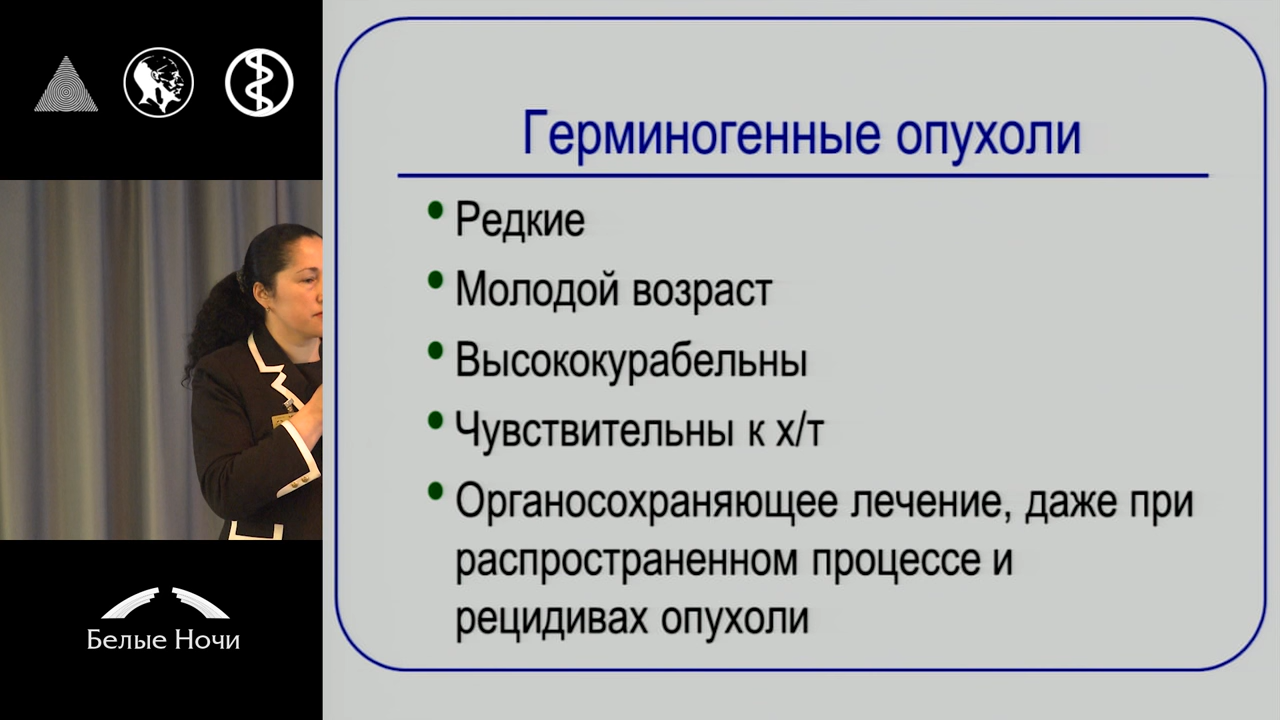 Герминогенные опухоли
Редкие
Молодой возраст
Высококурабельны
Чувствительны к х/т
Органосохраняющее лечение, даже при
распространенном процессе и
рецидивах опухоли
Белые Ночи